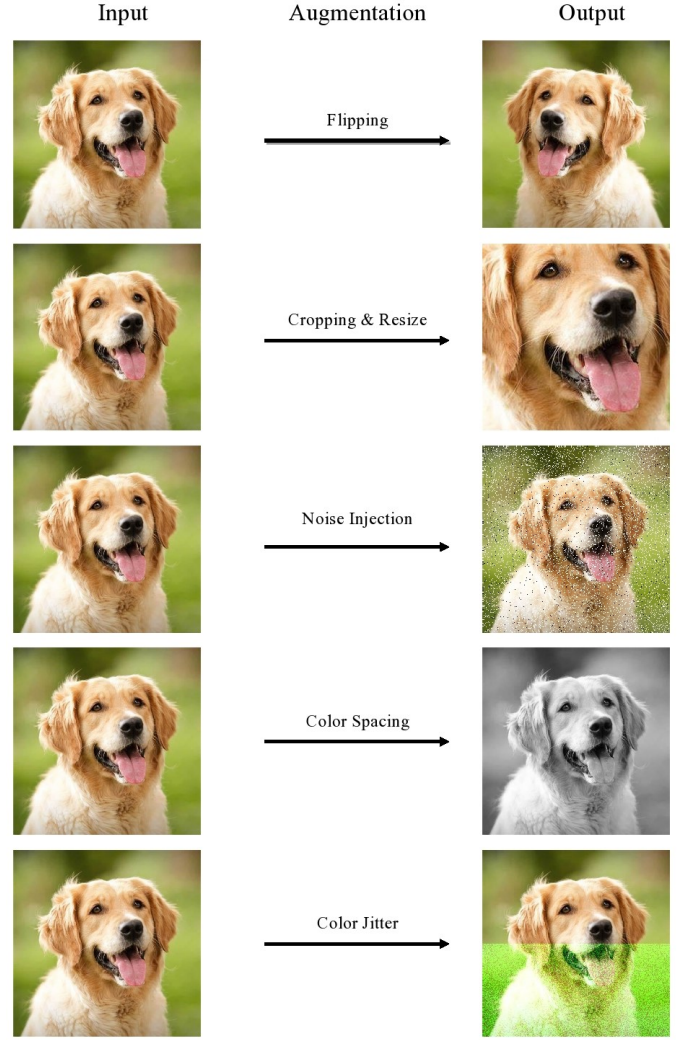 Input
Augmentation
Output
Flipping
Cropping & Resize
Noise Injection
Color Spacing
Color Jitter